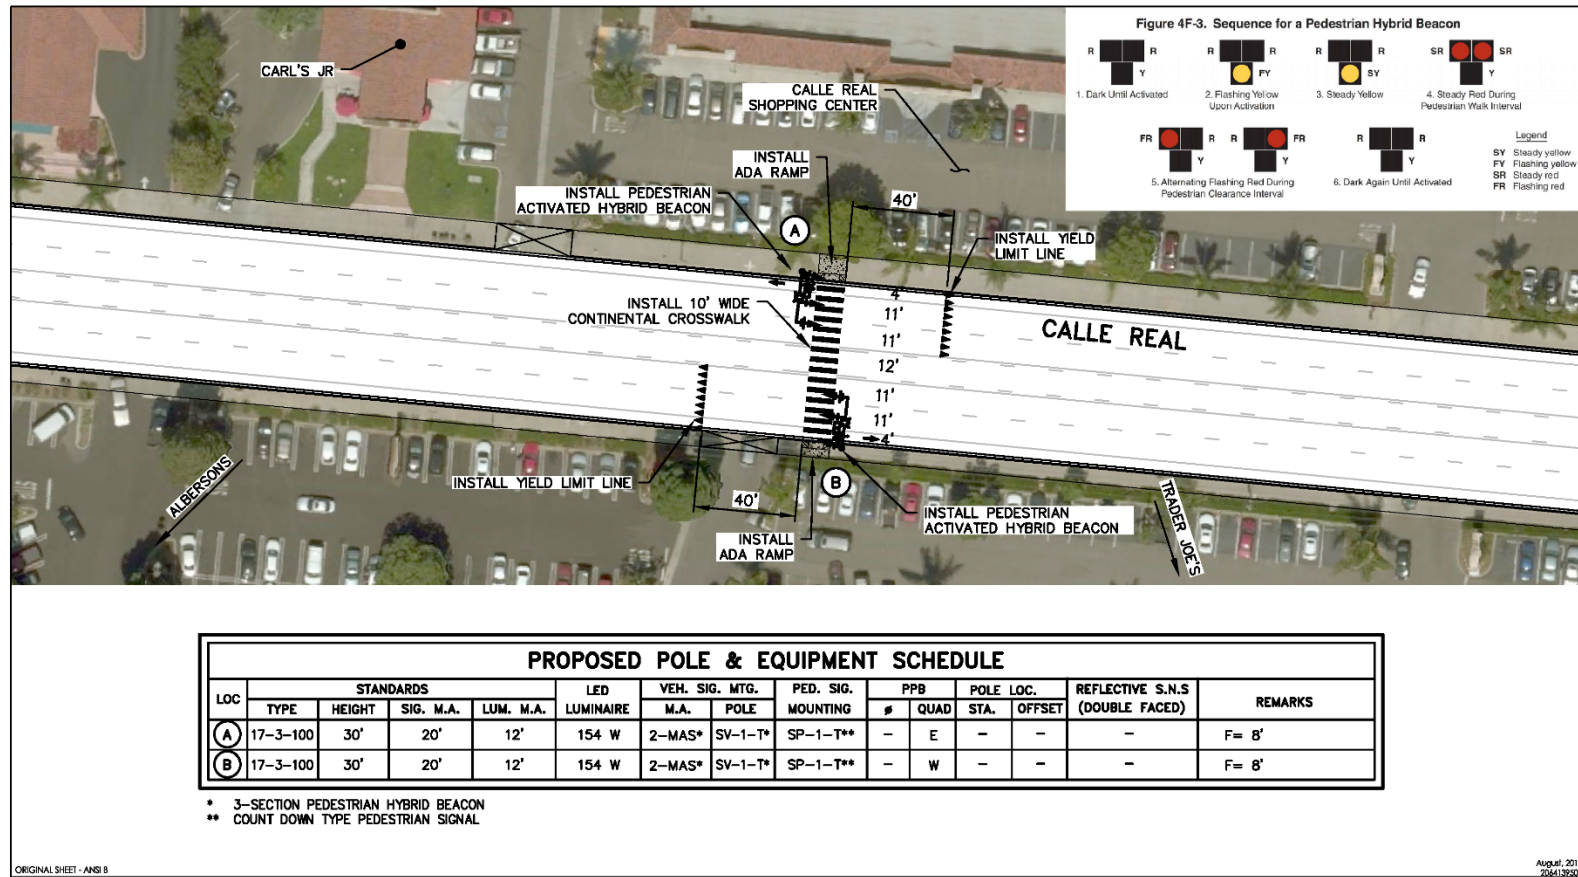 CARL'S JR
CALLE REAL
SHOPPING CENTER
INSTALL
ADA RAMP
INSTALL PEDESTRIAN
ACTIVATED HYBRID BEACON
A
40'
INSTALL YIELD
LIMIT LINE
INSTALL 10' WIDE
CONTINENTAL CROSSWALK
4'
11'
11'
12'
11'
11'
4'
CALLE REAL
ALBERSONS
INSTALL YIELD LIMIT LINE
40'
B
INSTALL
ADA RAMP
INSTALL PEDESTRIAN
ACTIVATED HYBRID BEACON
TRADER JOE'S
Figure 4F-3. Sequence for a Pedestrian Hybrid Beacon
R R R R R R SR SR
Y FY SY Y
1. Dark Until Activated
2. Flashing Yellow
Upon Activation
3. Steady Yellow
4. Steady Red During
Pedestrian Walk Interval
FR R R FR R R
Y Y Y
5. Alternating Flashing Red During
Pedestrian Clearance Interval
6. Dark Again Until Activated
Legend
SY Steady yellow
FY Flashing yellow
SR Steady red
FR Flashing red
PROPOSED POLE & EQUIPMENT SCHEDULE
LOC STANDARDS LED LUMINAIRE VEH. SIG. MTG. PED. SIG. MOUNTING PPB POLE LOC. REFLECTIVE S.N.S (DOUBLE FACED) REMARKS
TYPE HEIGHT SIG. M.A. LUM. M.A. M.A. POLE ø QUAD STA. OFFSET
A 17-3-100 30' 20' 12' 154 W 2-MAS* SV-1-T* SP-1-T** - E - - - F= 8'
B 17-3-100 30' 20' 12' 154 W 2-MAS* SV-1-T* SP-1-T** - W - - - F= 8'
* 3-SECTION PEDESTRIAN HYBRID BEACON
** COUNT DOWN TYPE PEDESTRIAN SIGNAL
ORIGINAL SHEET - ANSI B
August, 201
206413950